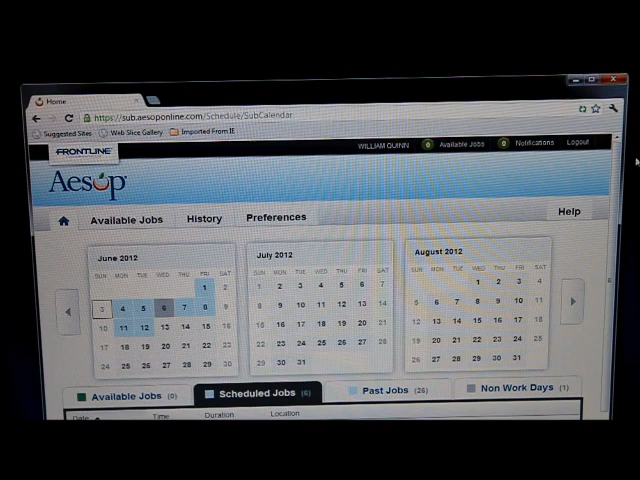 Home
https://sub.aesoponline.com/Schedule/SubCalendar
Suggested Sites Web Slice Gallery Imported From IE
FRONTLINE WILLIAM QUINN 0 Available Jobs 0 Notifications Logout
Aesop
Available Jobs History Preferences Help
June 2012 July 2012 August 2012
SUN MON TUE WED THU FRI SAT SUN MON TUE WED THU FRI SAT SUN MON TUE WED THU FRI SAT
1 2 1 2 3 4 5 6 7 1 2 3 4
3 4 5 6 7 8 9 8 9 10 11 12 13 14 5 6 7 8 9 10 11
10 11 12 13 14 15 16 15 16 17 18 19 20 21 12 13 14 15 16 17 18
17 18 19 20 21 22 23 22 23 24 25 26 27 28 19 20 21 22 23 24 25
24 25 26 27 28 29 30 29 30 31 26 27 28 29 30 31
Available Jobs (0) Scheduled Jobs (6) Past Jobs (26) Non Work Days (1)
Date Time Duration Location